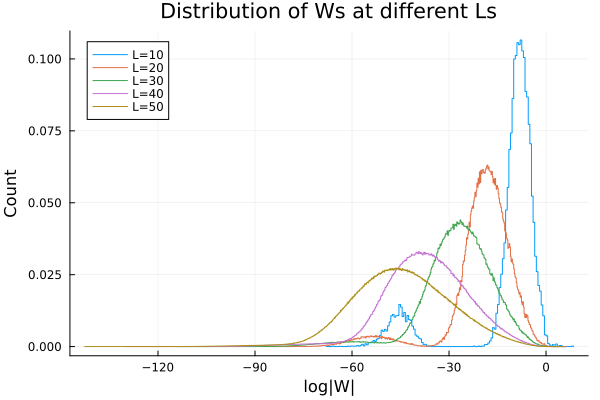 Distribution of Ws at different Ls
L=10
L=20
L=30
L=40
L=50
Count
0.100
0.075
0.050
0.025
0.000
−120 −90 −60 −30 0
log|W|